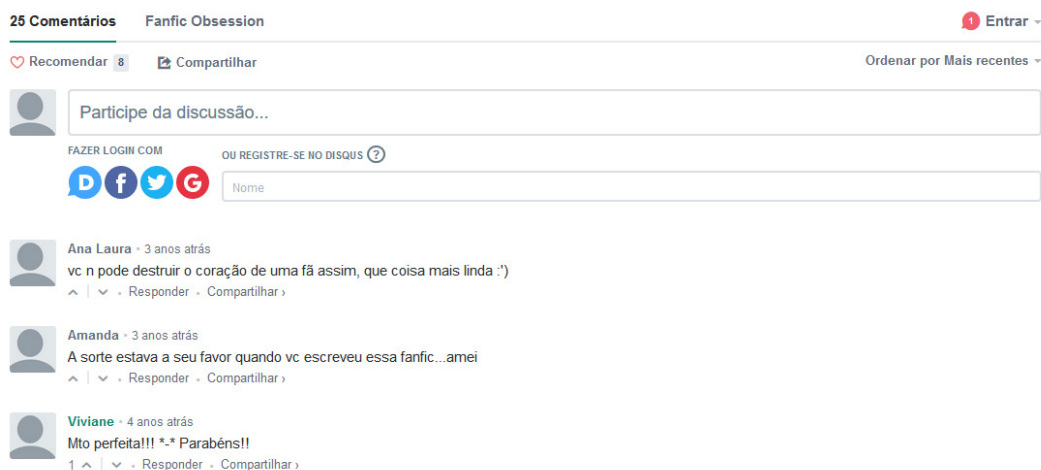 25 Comentários Fanfic Obsession 1 Entrar
Recomendar 8 Compartilhar Ordenar por Mais recentes
Participe da discussão...
FAZER LOGIN COM OU REGISTRE-SE NO DISQUS ?
D f G Nome
Ana Laura • 3 anos atrás
vc n pode destruir o coração de uma fã assim, que coisa mais linda :')
Responder • Compartilhar ›
Amanda • 3 anos atrás
A sorte estava a seu favor quando vc escreveu essa fanfic...amei
Responder • Compartilhar ›
Viviane • 4 anos atrás
Mto perfeita!!! *-* Parabéns!!
1 Responder • Compartilhar ›